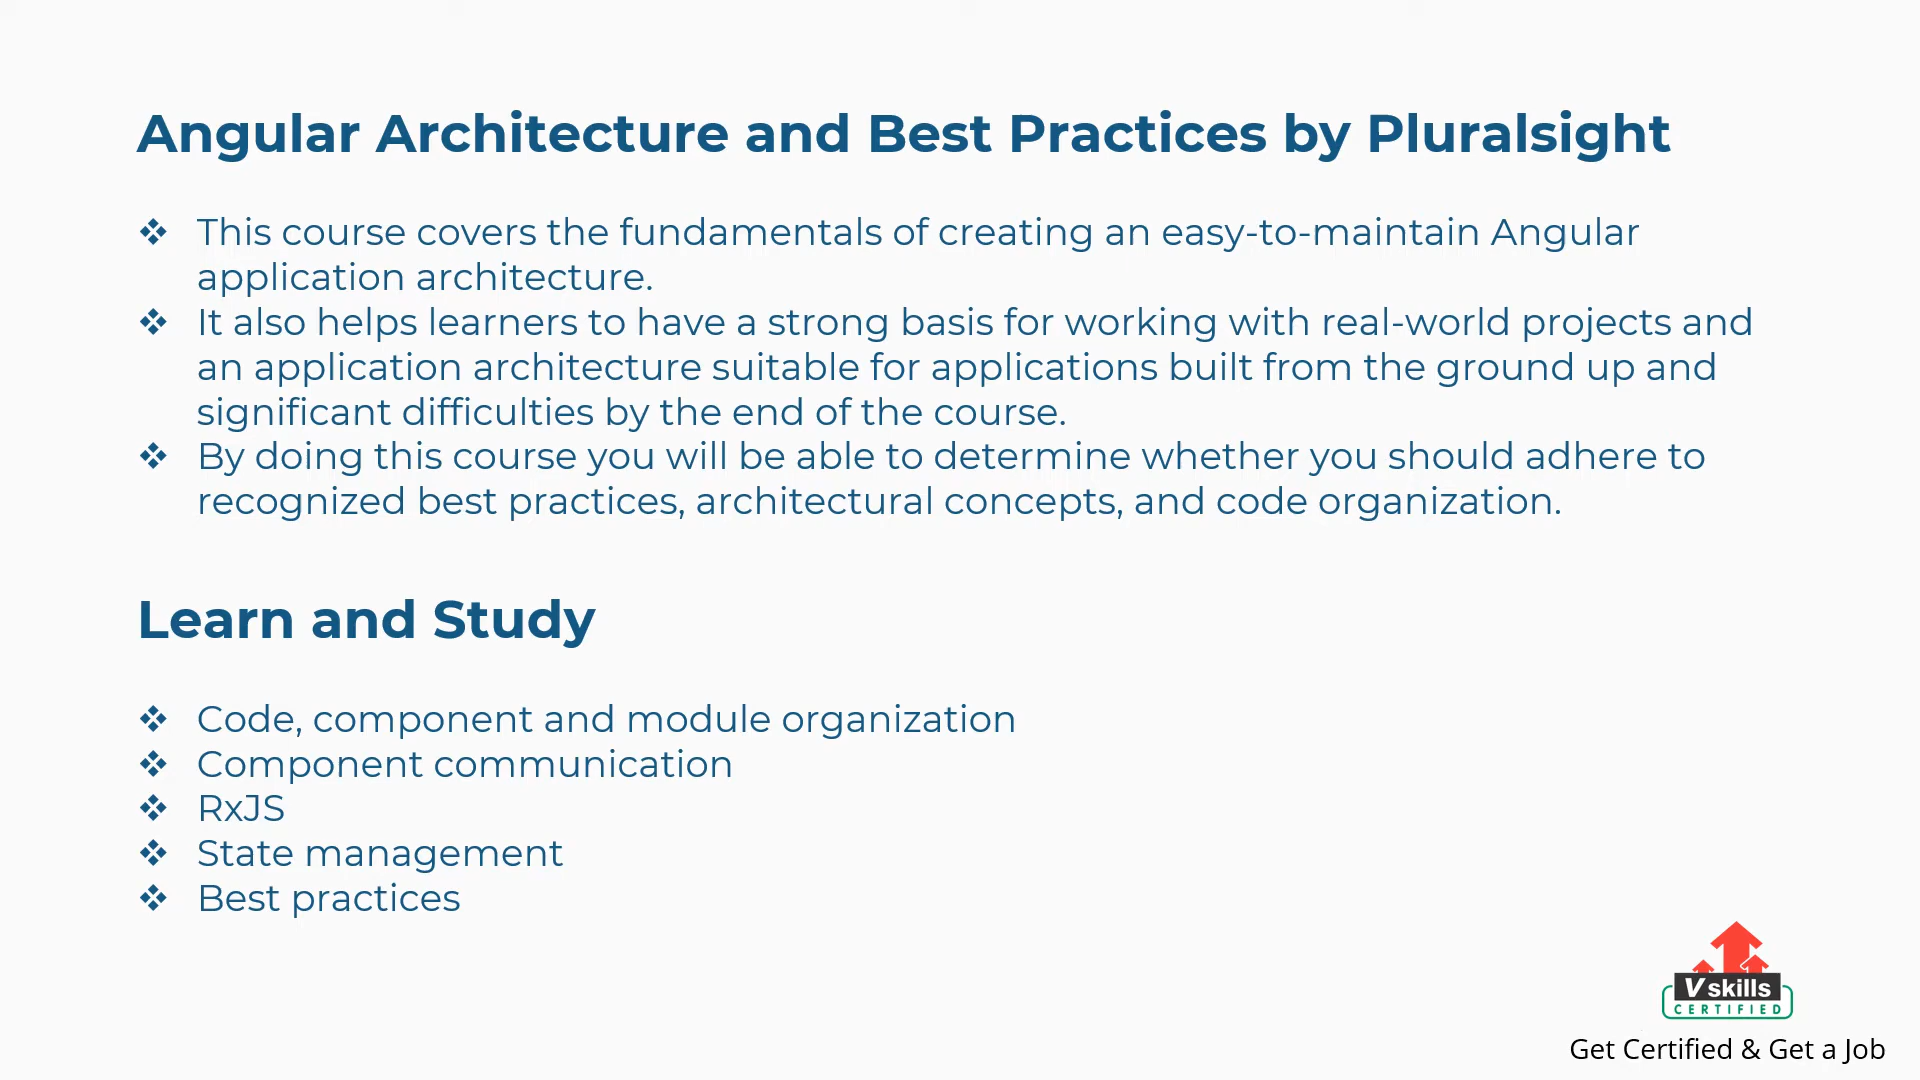 Angular Architecture and Best Practices by Pluralsight
❖ This course covers the fundamentals of creating an easy-to-maintain Angular
application architecture.
❖ It also helps learners to have a strong basis for working with real-world projects and
an application architecture suitable for applications built from the ground up and
significant difficulties by the end of the course.
❖ By doing this course you will be able to determine whether you should adhere to
recognized best practices, architectural concepts, and code organization.
Learn and Study
❖ Code, component and module organization
❖ Component communication
❖ RxJS
❖ State management
❖ Best practices
Vskills
CERTIFIED
Get Certified & Get a Job